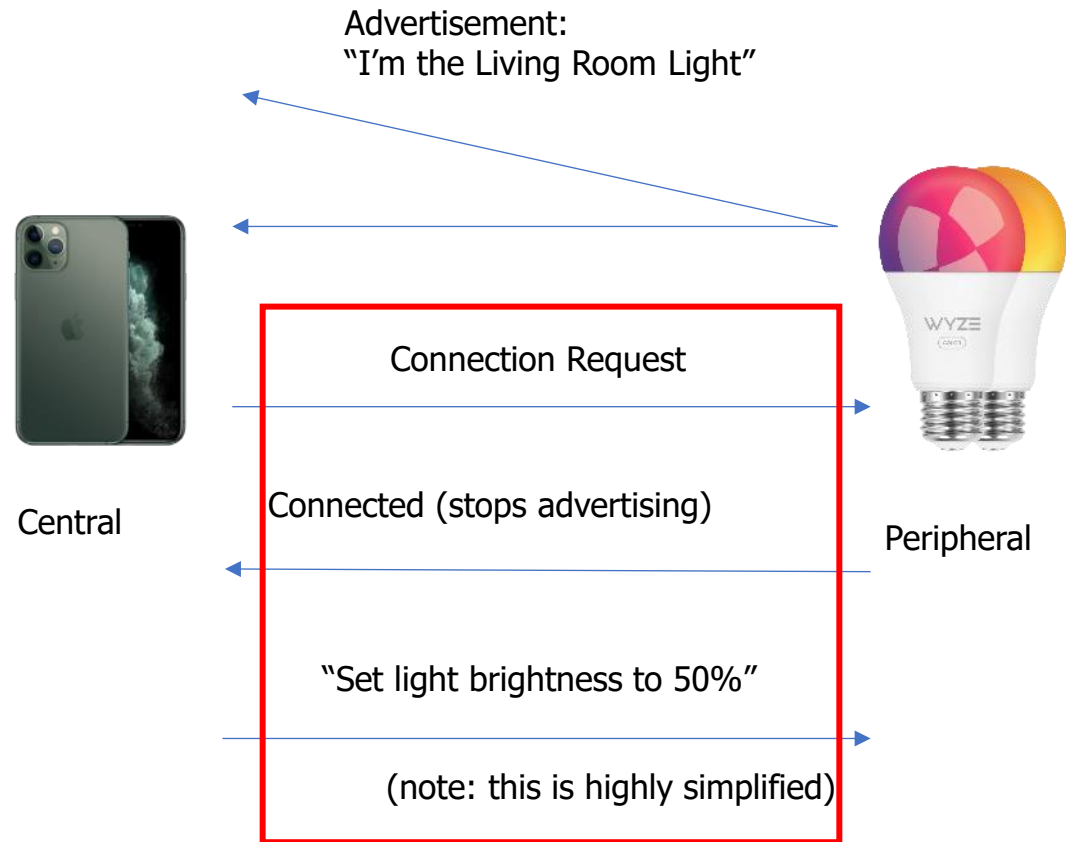 Advertisement:
“I’m the Living Room Light”
WYZE
Connection Request
Central
Connected (stops advertising)
Peripheral
“Set light brightness to 50%”
(note: this is highly simplified)